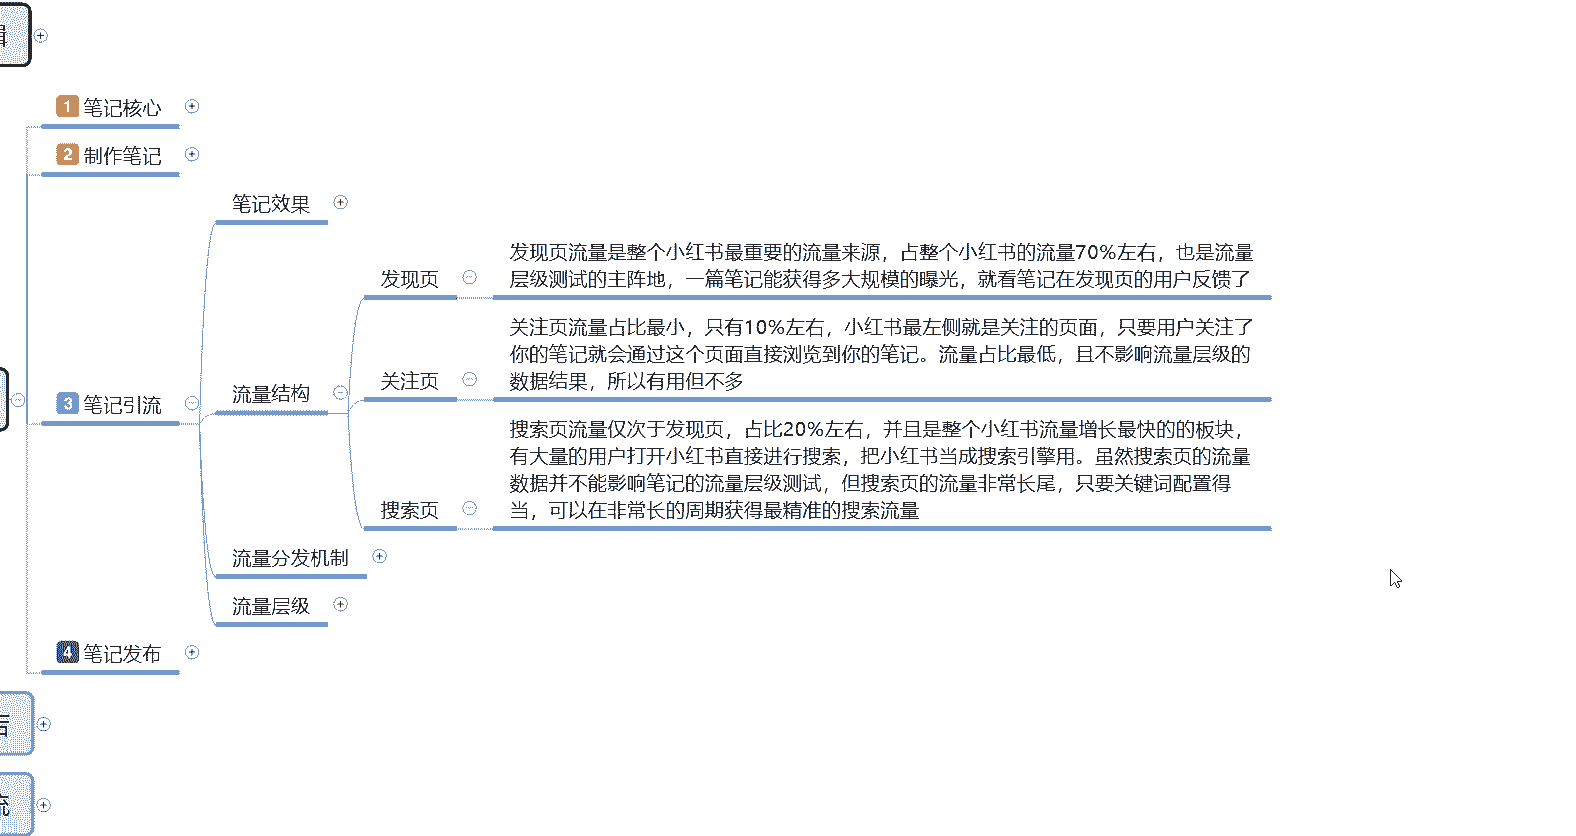 1 笔记核心
2 制作笔记
笔记效果
发现页
发现页流量是整个小红书最重要的流量来源，占整个小红书的流量70%左右，也是流量
层级测试的主阵地，一篇笔记能获得多大规模的曝光，就看笔记在发现页的用户反馈了
关注页
关注页流量占比最小，只有10%左右，小红书最左侧就是关注的页面，只要用户关注了
你的笔记就会通过这个页面直接浏览到你的笔记。流量占比最低，且不影响流量层级的
数据结果，所以有用但不多
流量结构
3 笔记引流
搜索页
搜索页流量仅次于发现页，占比20%左右，并且是整个小红书流量增长最快的的板块，
有大量的用户打开小红书直接进行搜索，把小红书当成搜索引擎用。虽然搜索页的流量
数据并不能影响笔记的流量层级测试，但搜索页的流量非常长尾，只要关键词配置得
当，可以在非常长的周期获得最精准的搜索流量
流量分发机制
流量层级
4 笔记发布